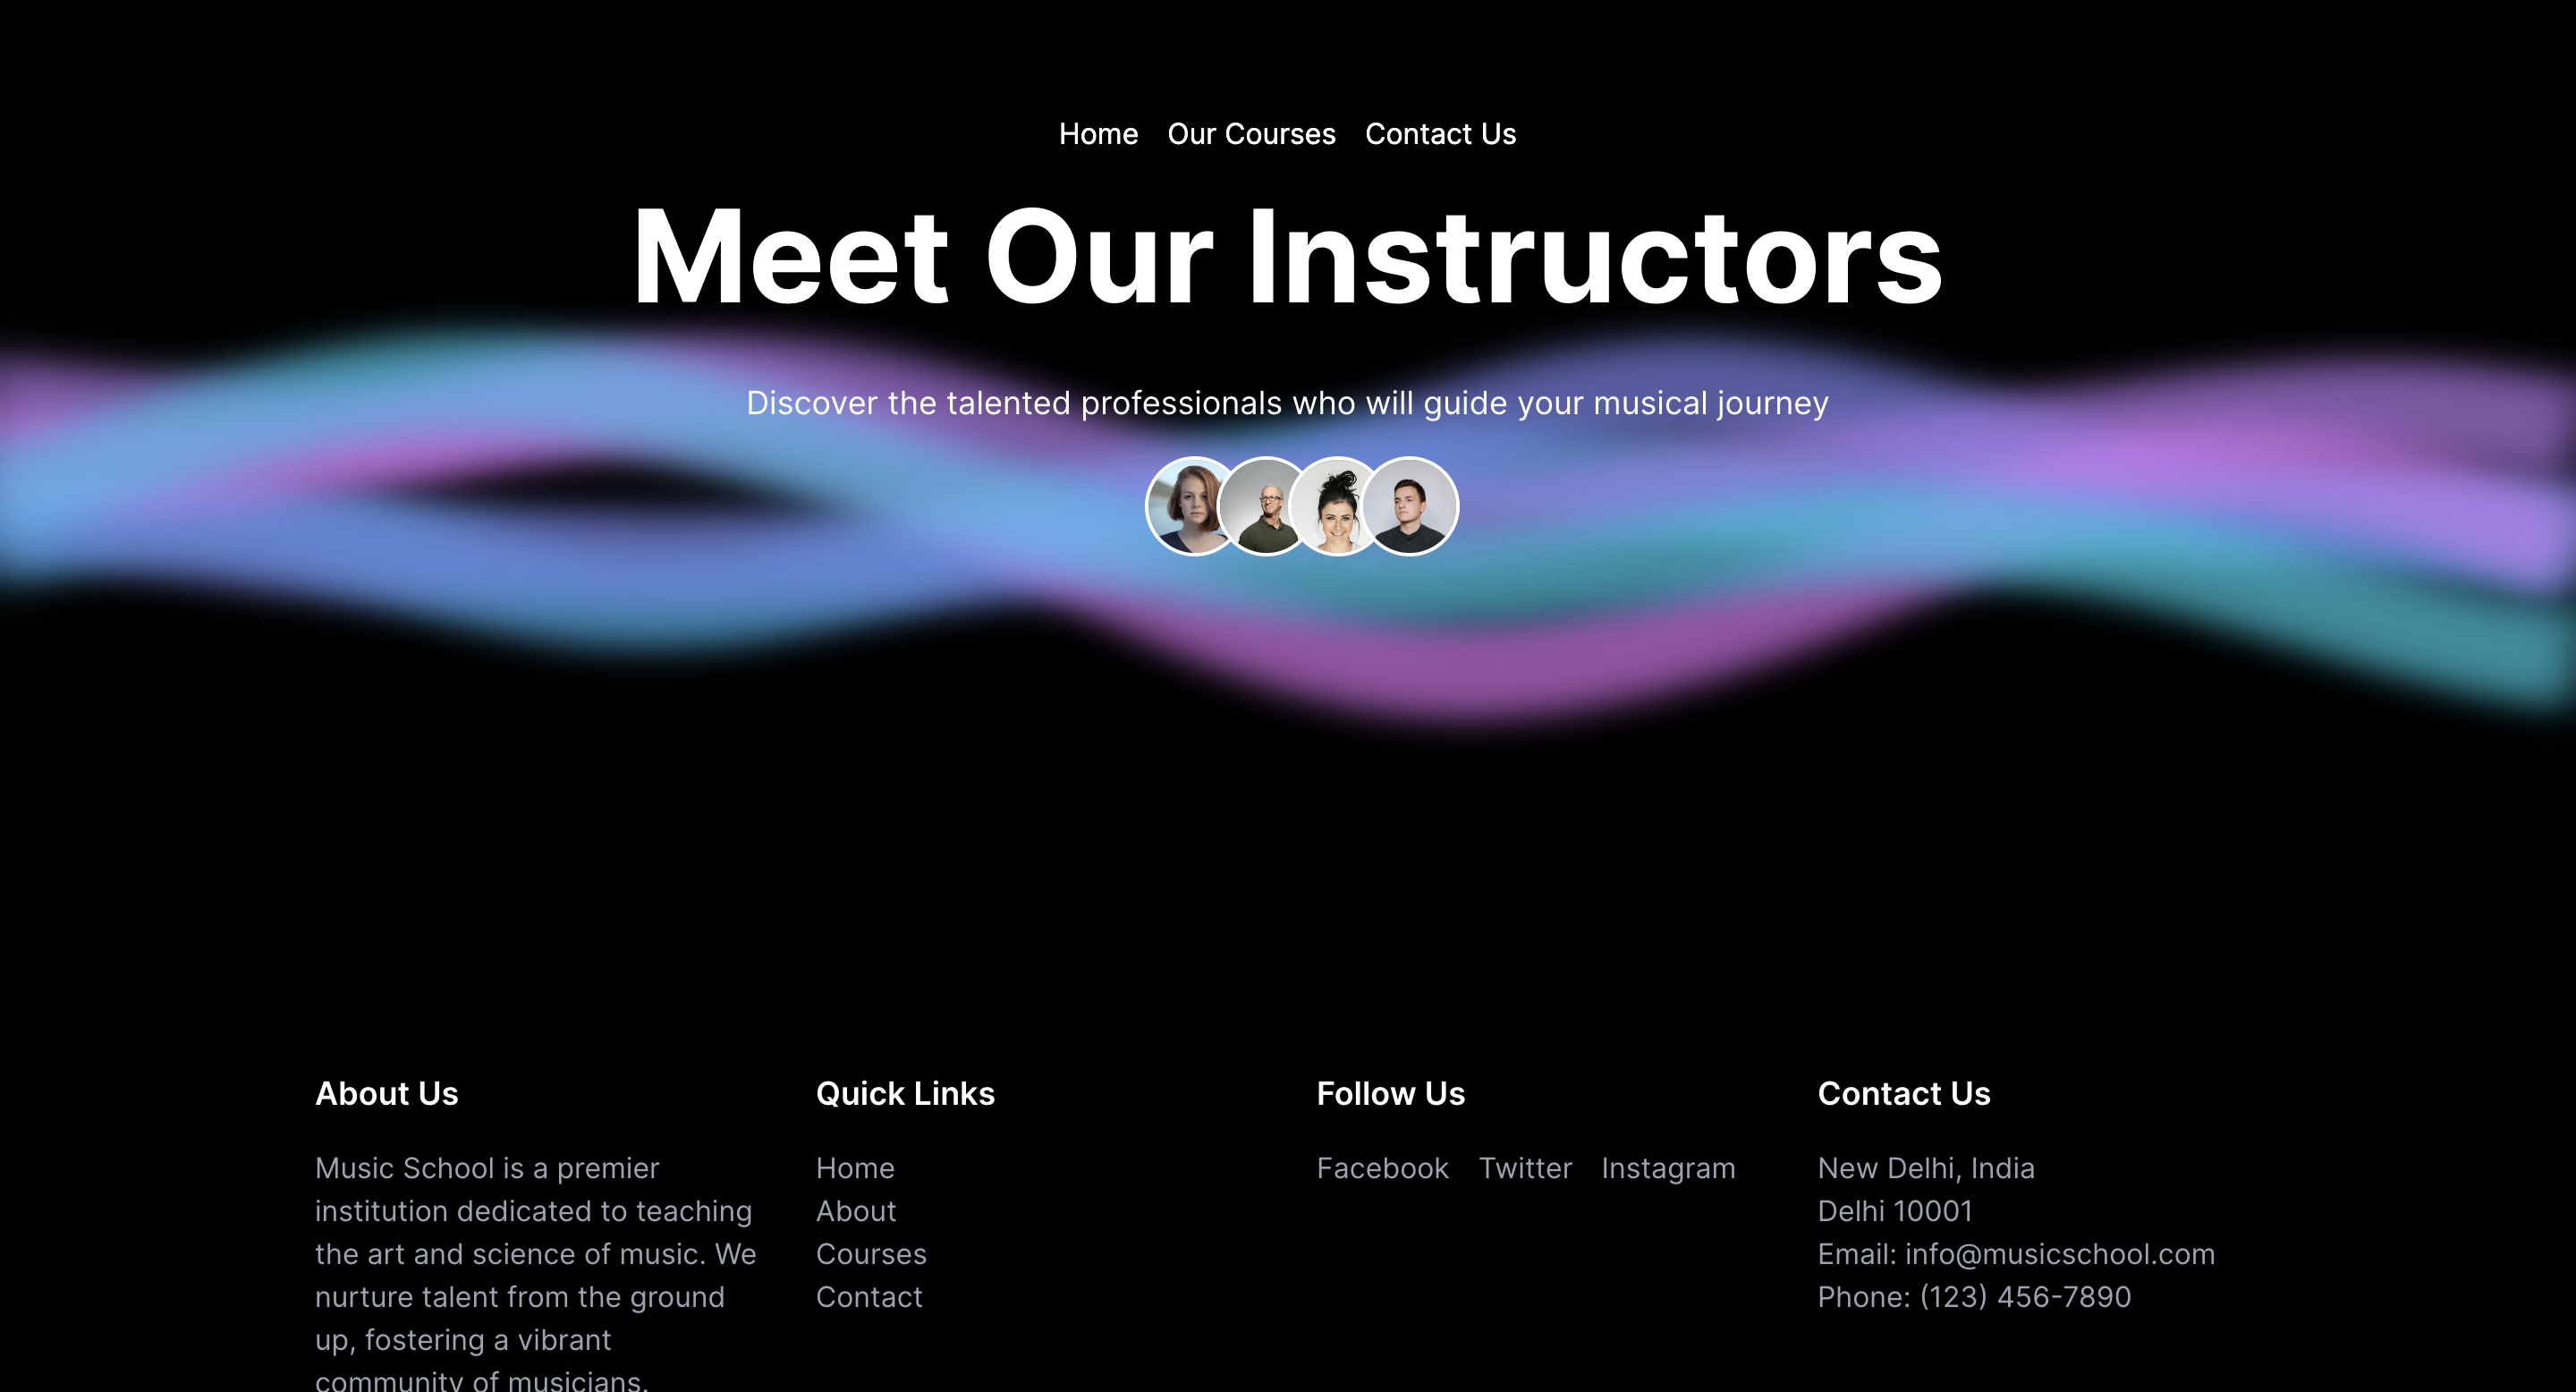 Home Our Courses Contact Us
Meet Our Instructors
Discover the talented professionals who will guide your musical journey
About Us
Music School is a premier
institution dedicated to teaching
the art and science of music. We
nurture talent from the ground
up, fostering a vibrant
community of musicians.
Quick Links
Home
About
Courses
Contact
Follow Us
Facebook Twitter Instagram
Contact Us
New Delhi, India
Delhi 10001
Email: info@musicschool.com
Phone: (123) 456-7890